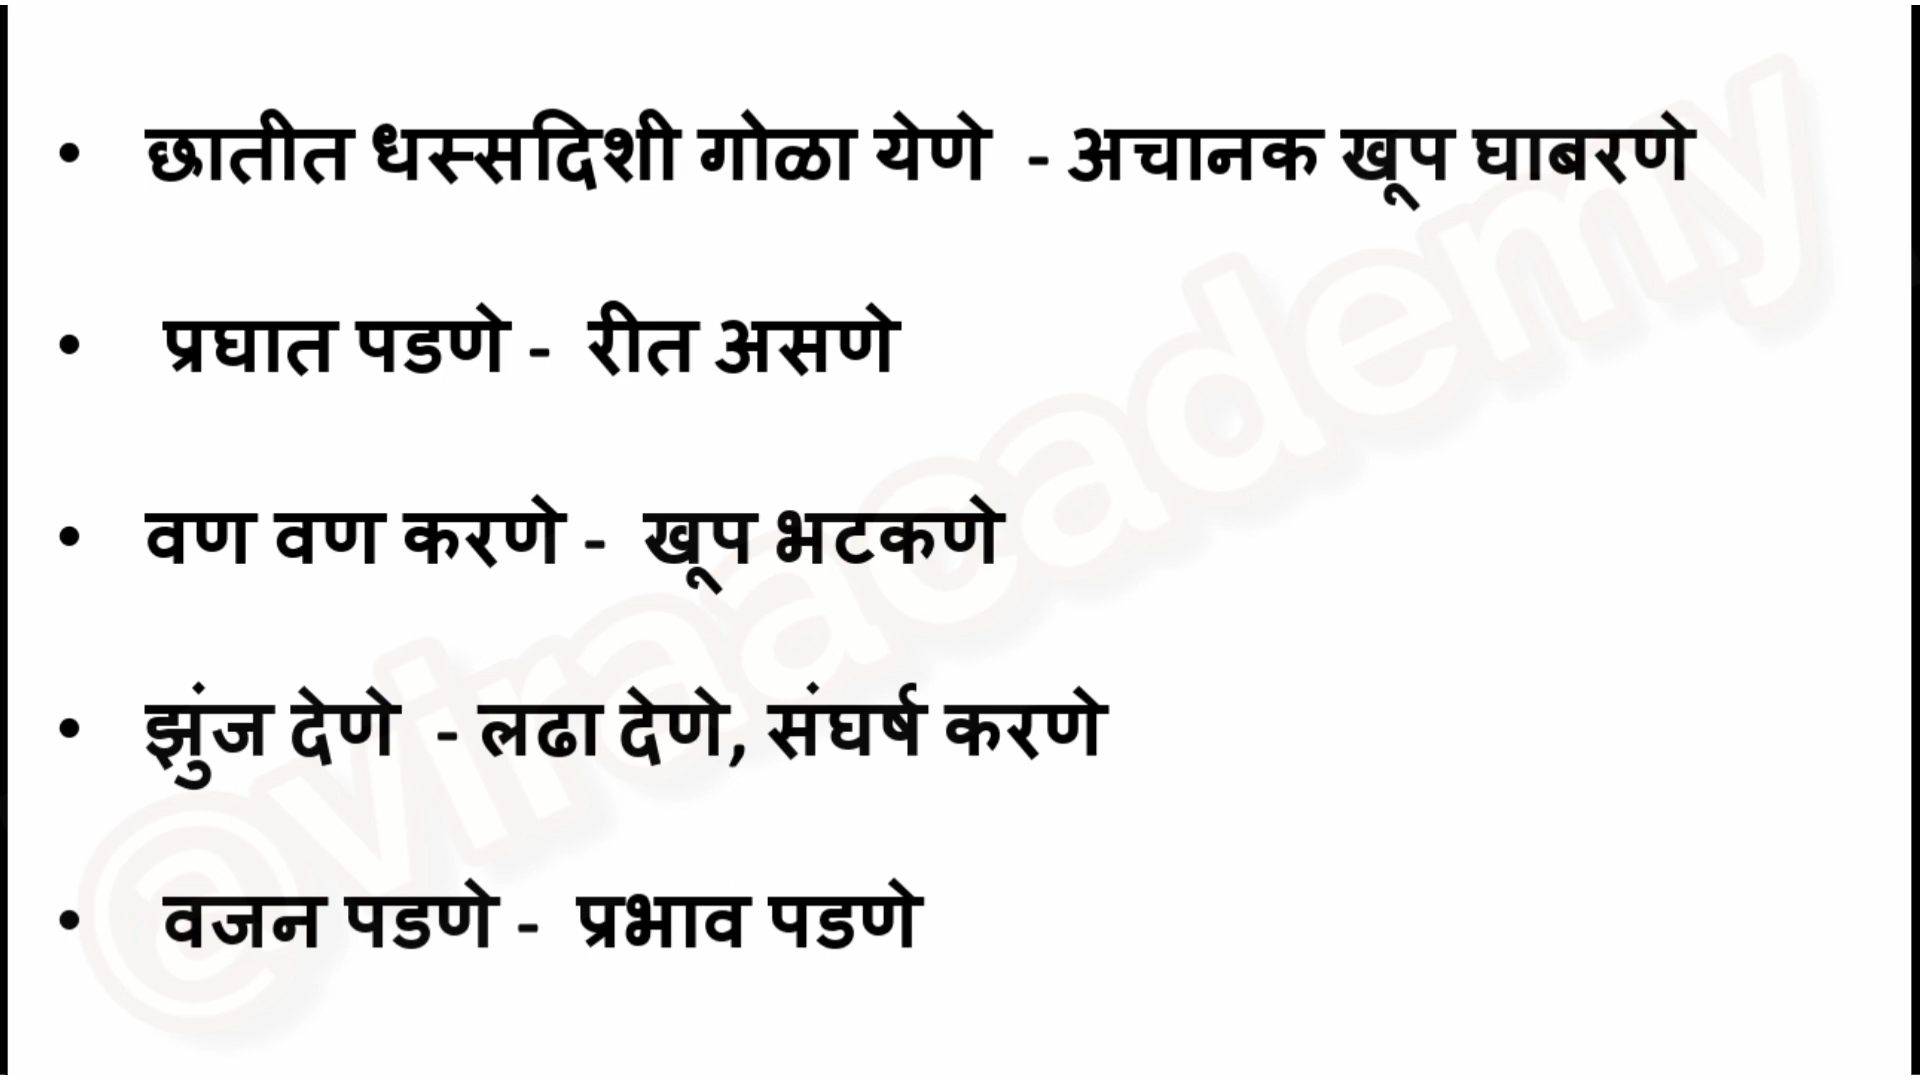 • छातीत धस्सदिशी गोळा येणे - अचानक खूप घाबरणे
• प्रघात पडणे - रीत असणे
• वण वण करणे - खूप भटकणे
• झुंज देणे - लढा देणे, संघर्ष करणे
• वजन पडणे - प्रभाव पडणे
@viraacademy